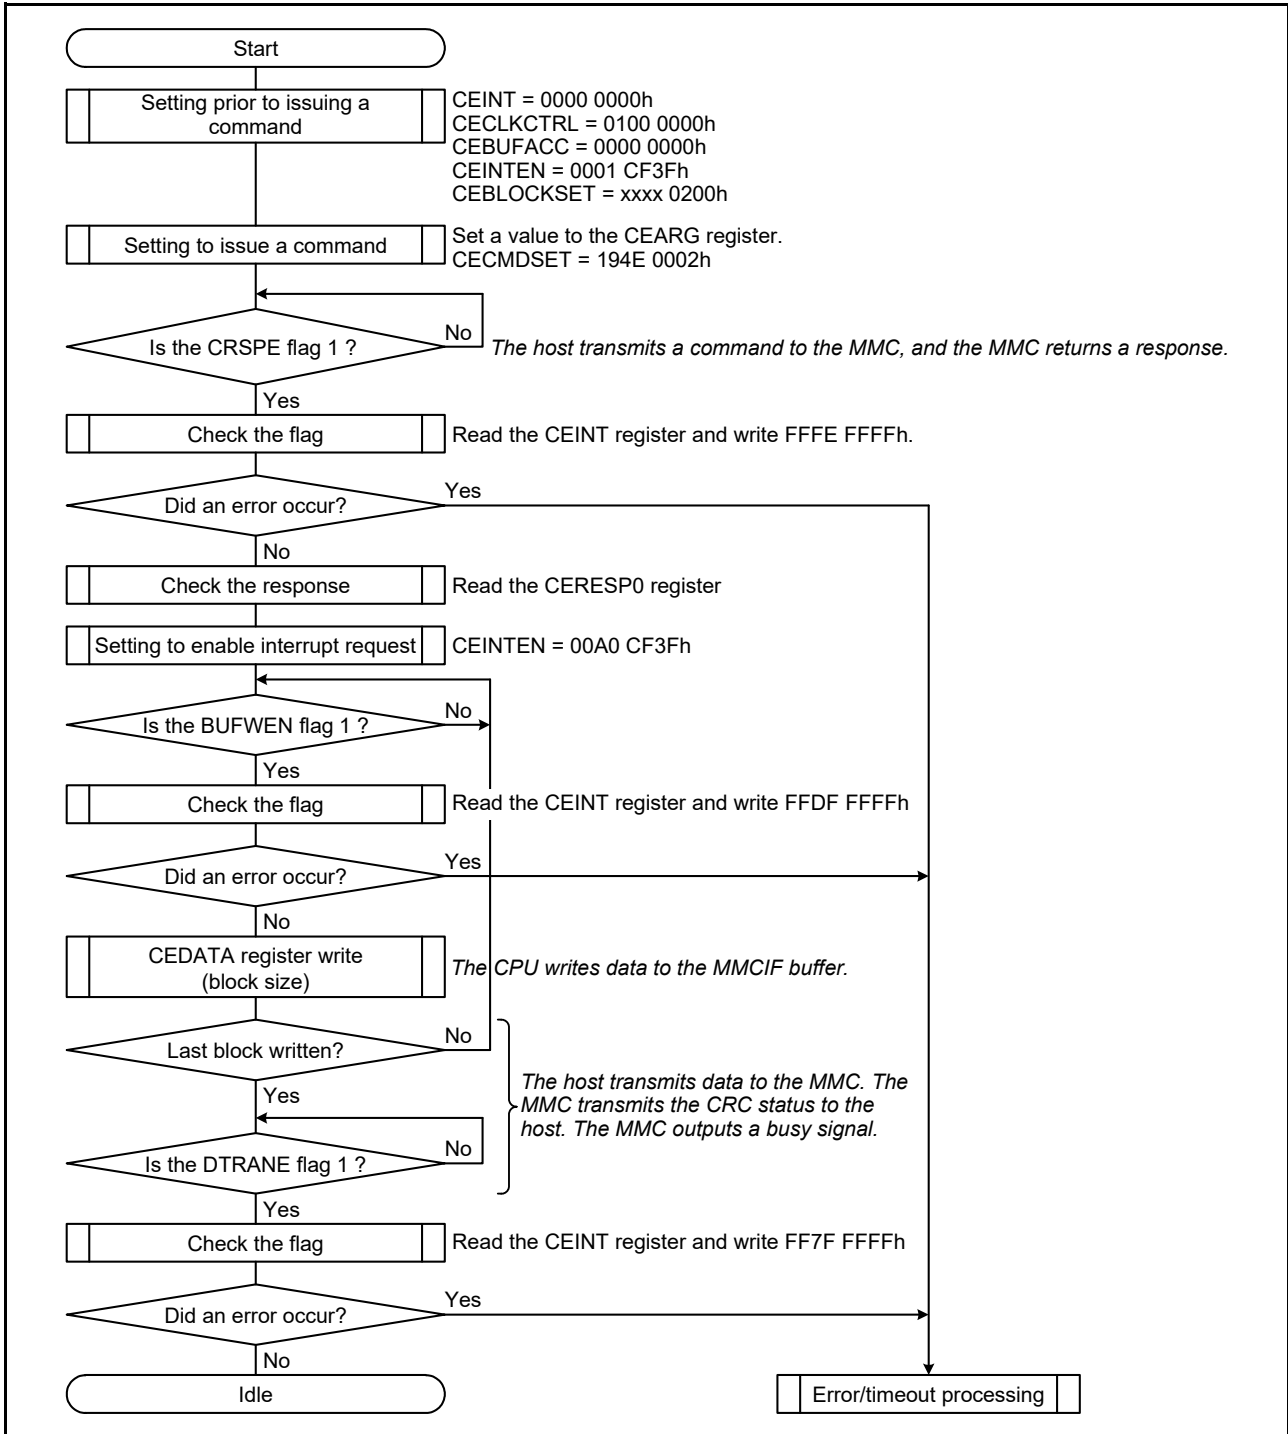 Start
Setting prior to issuing a
command
CEINT = 0000 0000h
CECLKCTRL = 0100 0000h
CEBUFACC = 0000 0000h
CEINTEN = 0001 CF3Fh
CEBLOCKSET = xxxx 0200h
Setting to issue a command
Set a value to the CEARG register.
CECMDSET = 194E 0002h
Is the CRSPE flag 1 ?
No
The host transmits a command to the MMC, and the MMC returns a response.
Yes
Check the flag
Read the CEINT register and write FFFE FFFFh.
Did an error occur?
Yes
No
Check the response
Read the CERESP0 register
Setting to enable interrupt request
CEINTEN = 00A0 CF3Fh
Is the BUFWEN flag 1 ?
No
Yes
Check the flag
Read the CEINT register and write FFDF FFFFh
Did an error occur?
Yes
No
CEDATA register write
(block size)
The CPU writes data to the MMCIF buffer.
Last block written?
No
Yes
The host transmits data to the MMC. The
MMC transmits the CRC status to the
host. The MMC outputs a busy signal.
Is the DTRANE flag 1 ?
No
Yes
Check the flag
Read the CEINT register and write FF7F FFFFh
Did an error occur?
Yes
No
Idle
Error/timeout processing